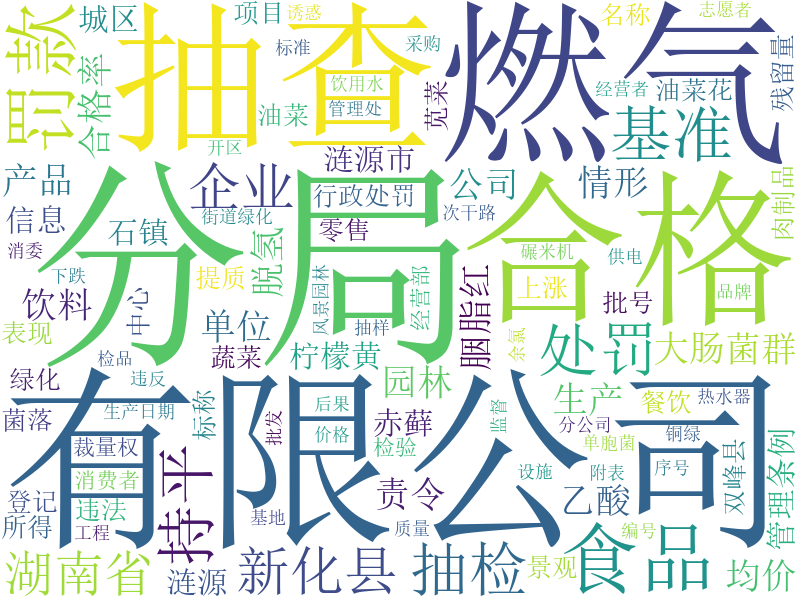 城区
项目
诱惑
名称
志愿者
标准
采购
罚款
抽查
燃气
合格率
油菜
饮用水
管理处
苋菜
经营者
油菜花
残留量
开区
基准
涟源市
产品
企业
行政处罚
公司
情形
信息
石镇
街道绿化
零售
次干路
肉制品
分局
合格
消委
下跌
提质
脱氢
碾米机
供电
饮料
中心
单位
风景园林
经营部
胭脂红
上涨
批号
品牌
表现
蔬菜
抽样
柠檬黄
余氯
处罚
大肠菌群
检品
绿化
违反
园林
生产
餐饮
热水器
菌落
生产日期
标称
后果
赤藓
监督
分公司
铜绿
有限公司
裁量权
批发
价格
检验
单胞菌
双峰县
管理条例
消费者
持平
设施
附表
序号
登记
违法
责令
乙酸
所得
工程
基地
质量
食品
编号
湖南省
涟源
新化县
抽检
景观
均价